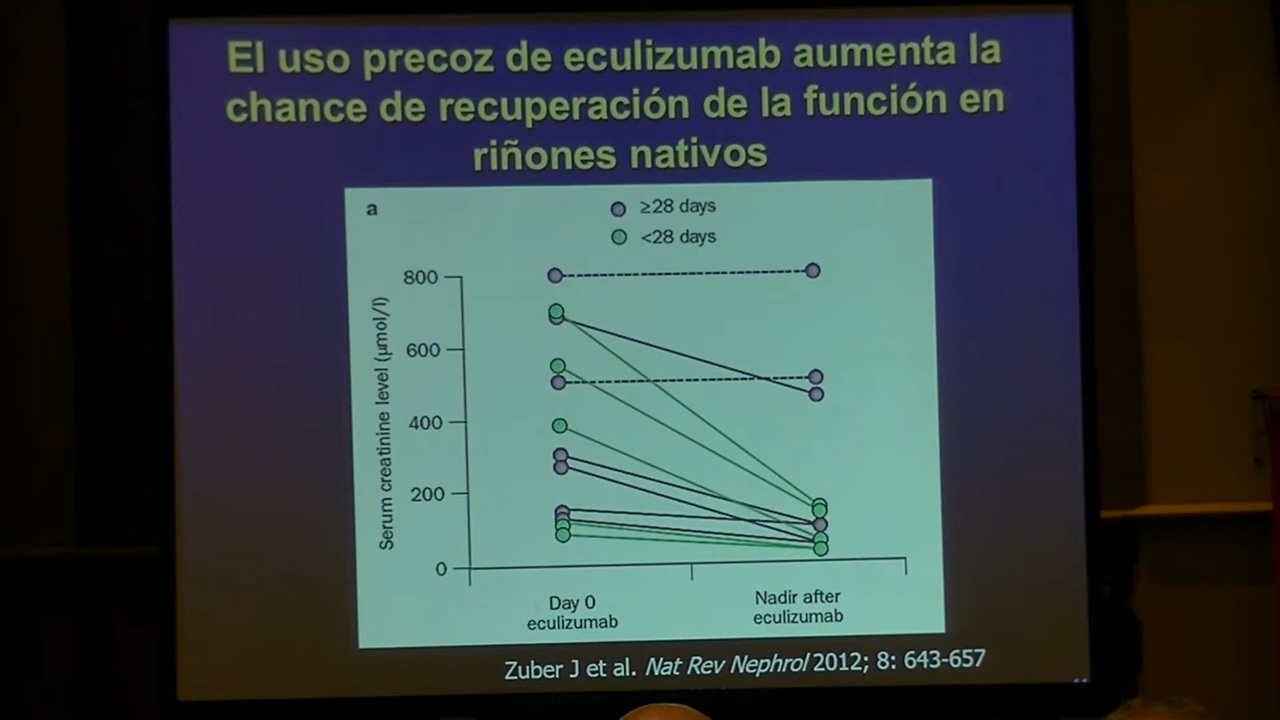 El uso precoz de eculizumab aumenta la
chance de recuperación de la función en
riñones nativos
a
≥28 days
<28 days
Serum creatinine level (µmol/l)
800
600
400
200
0
Day 0
eculizumab
Nadir after
eculizumab
Zuber J et al. Nat Rev Nephrol 2012; 8: 643-657